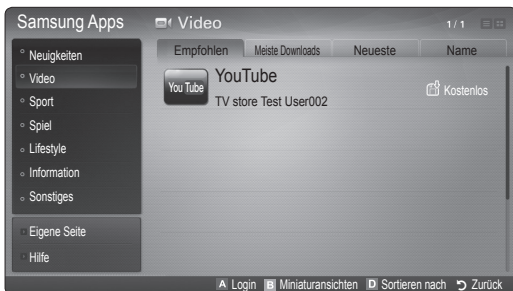 Samsung Apps
Video
1/1
Neuigkeiten
Video
Sport
Spiel
Lifestyle
Information
Sonstiges
Eigene Seite
Hilfe
Empfohlen Meiste Downloads Neueste Name
You Tube
YouTube
TV store Test User002
Kostenlos
A Login B Miniaturansichten D Sortieren nach Zurück